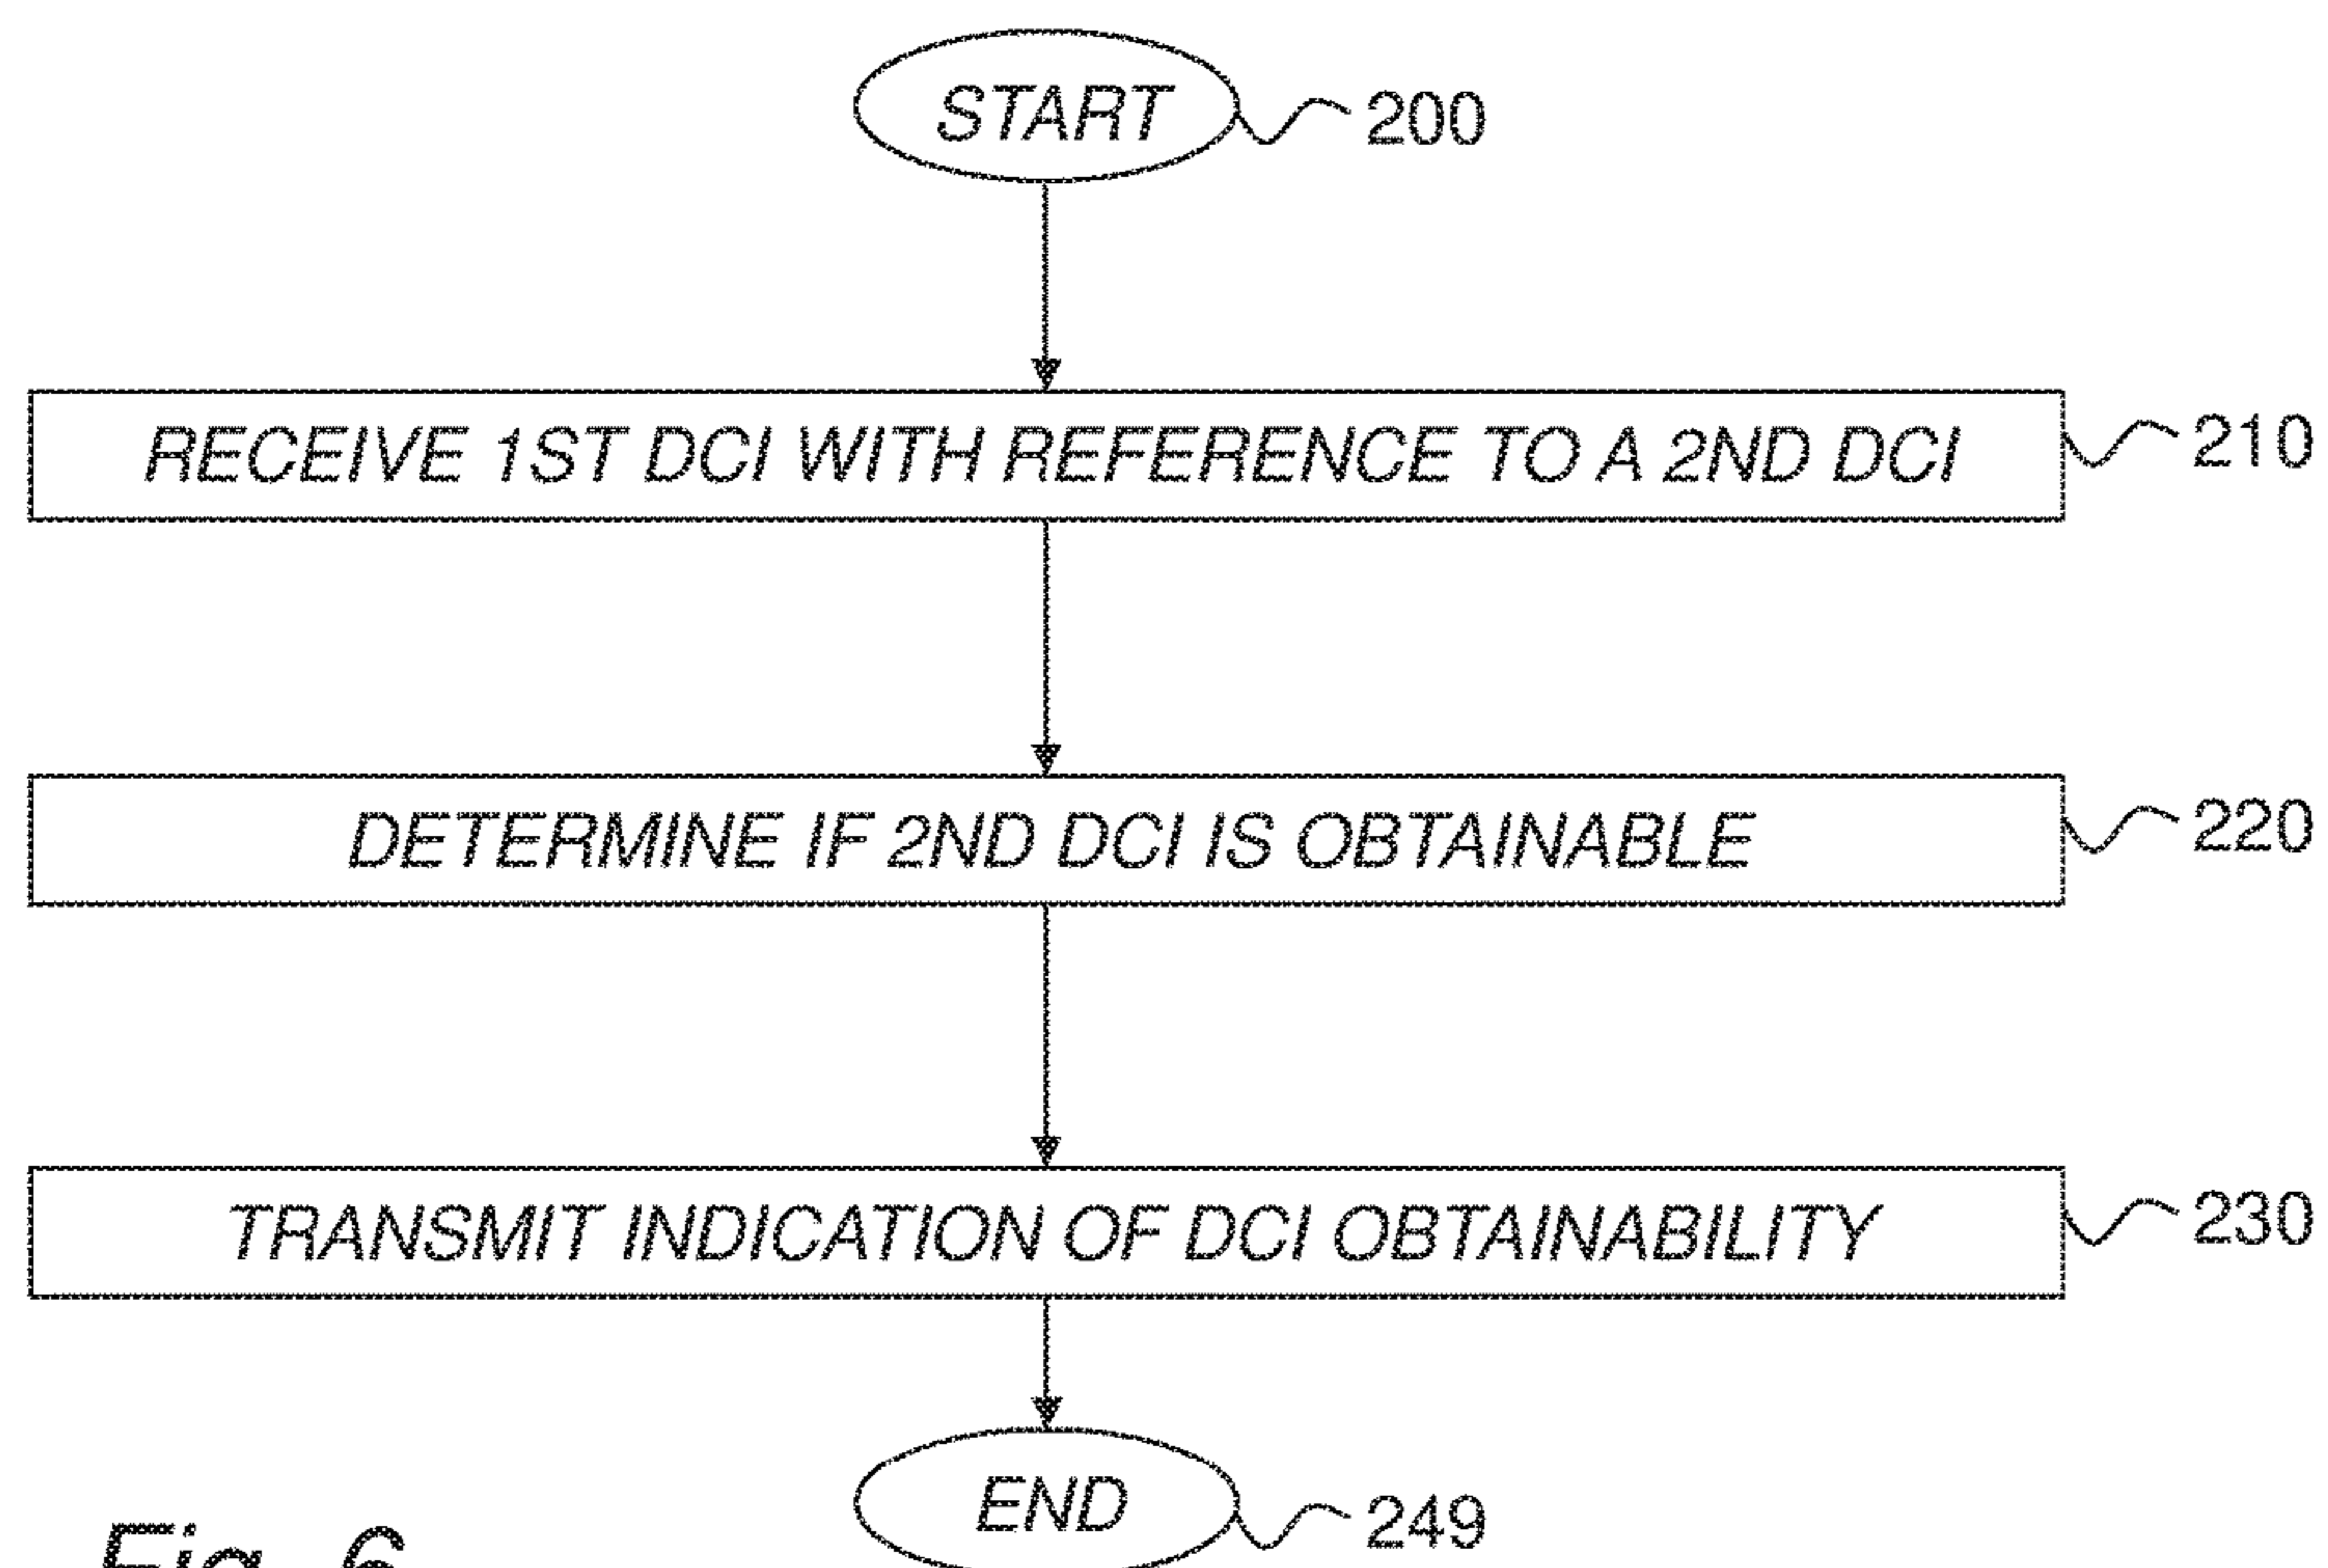 START 200
RECEIVE 1ST DCI WITH REFERENCE TO A 2ND DCI 210
DETERMINE IF 2ND DCI IS OBTAINABLE 220
TRANSMIT INDICATION OF DCI OBTAINABILITY 230
END 249
Fig. 6